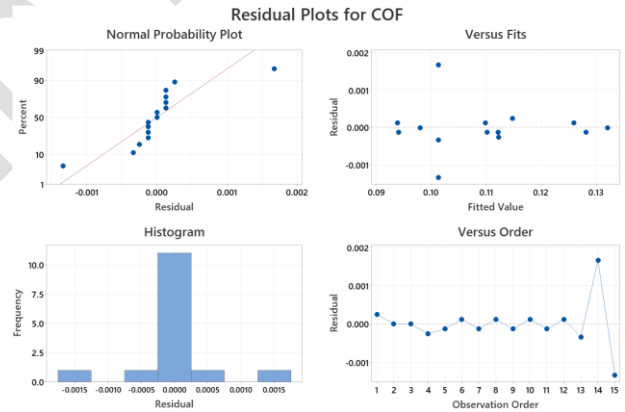 Residual Plots for COF
Normal Probability Plot
99
90
50
10
1
Percent
-0.001
0.000
0.001
0.002
Residual
Versus Fits
0.002
0.001
0.000
-0.001
Residual
0.09
0.10
0.11
0.12
0.13
Fitted Value
Histogram
10.0
7.5
5.0
2.5
0.0
Frequency
-0.0015
-0.0010
-0.0005
0.0000
0.0005
0.0010
0.0015
Residual
Versus Order
0.002
0.001
0.000
-0.001
Residual
1 2 3 4 5 6 7 8 9 10 11 12 13 14 15
Observation Order